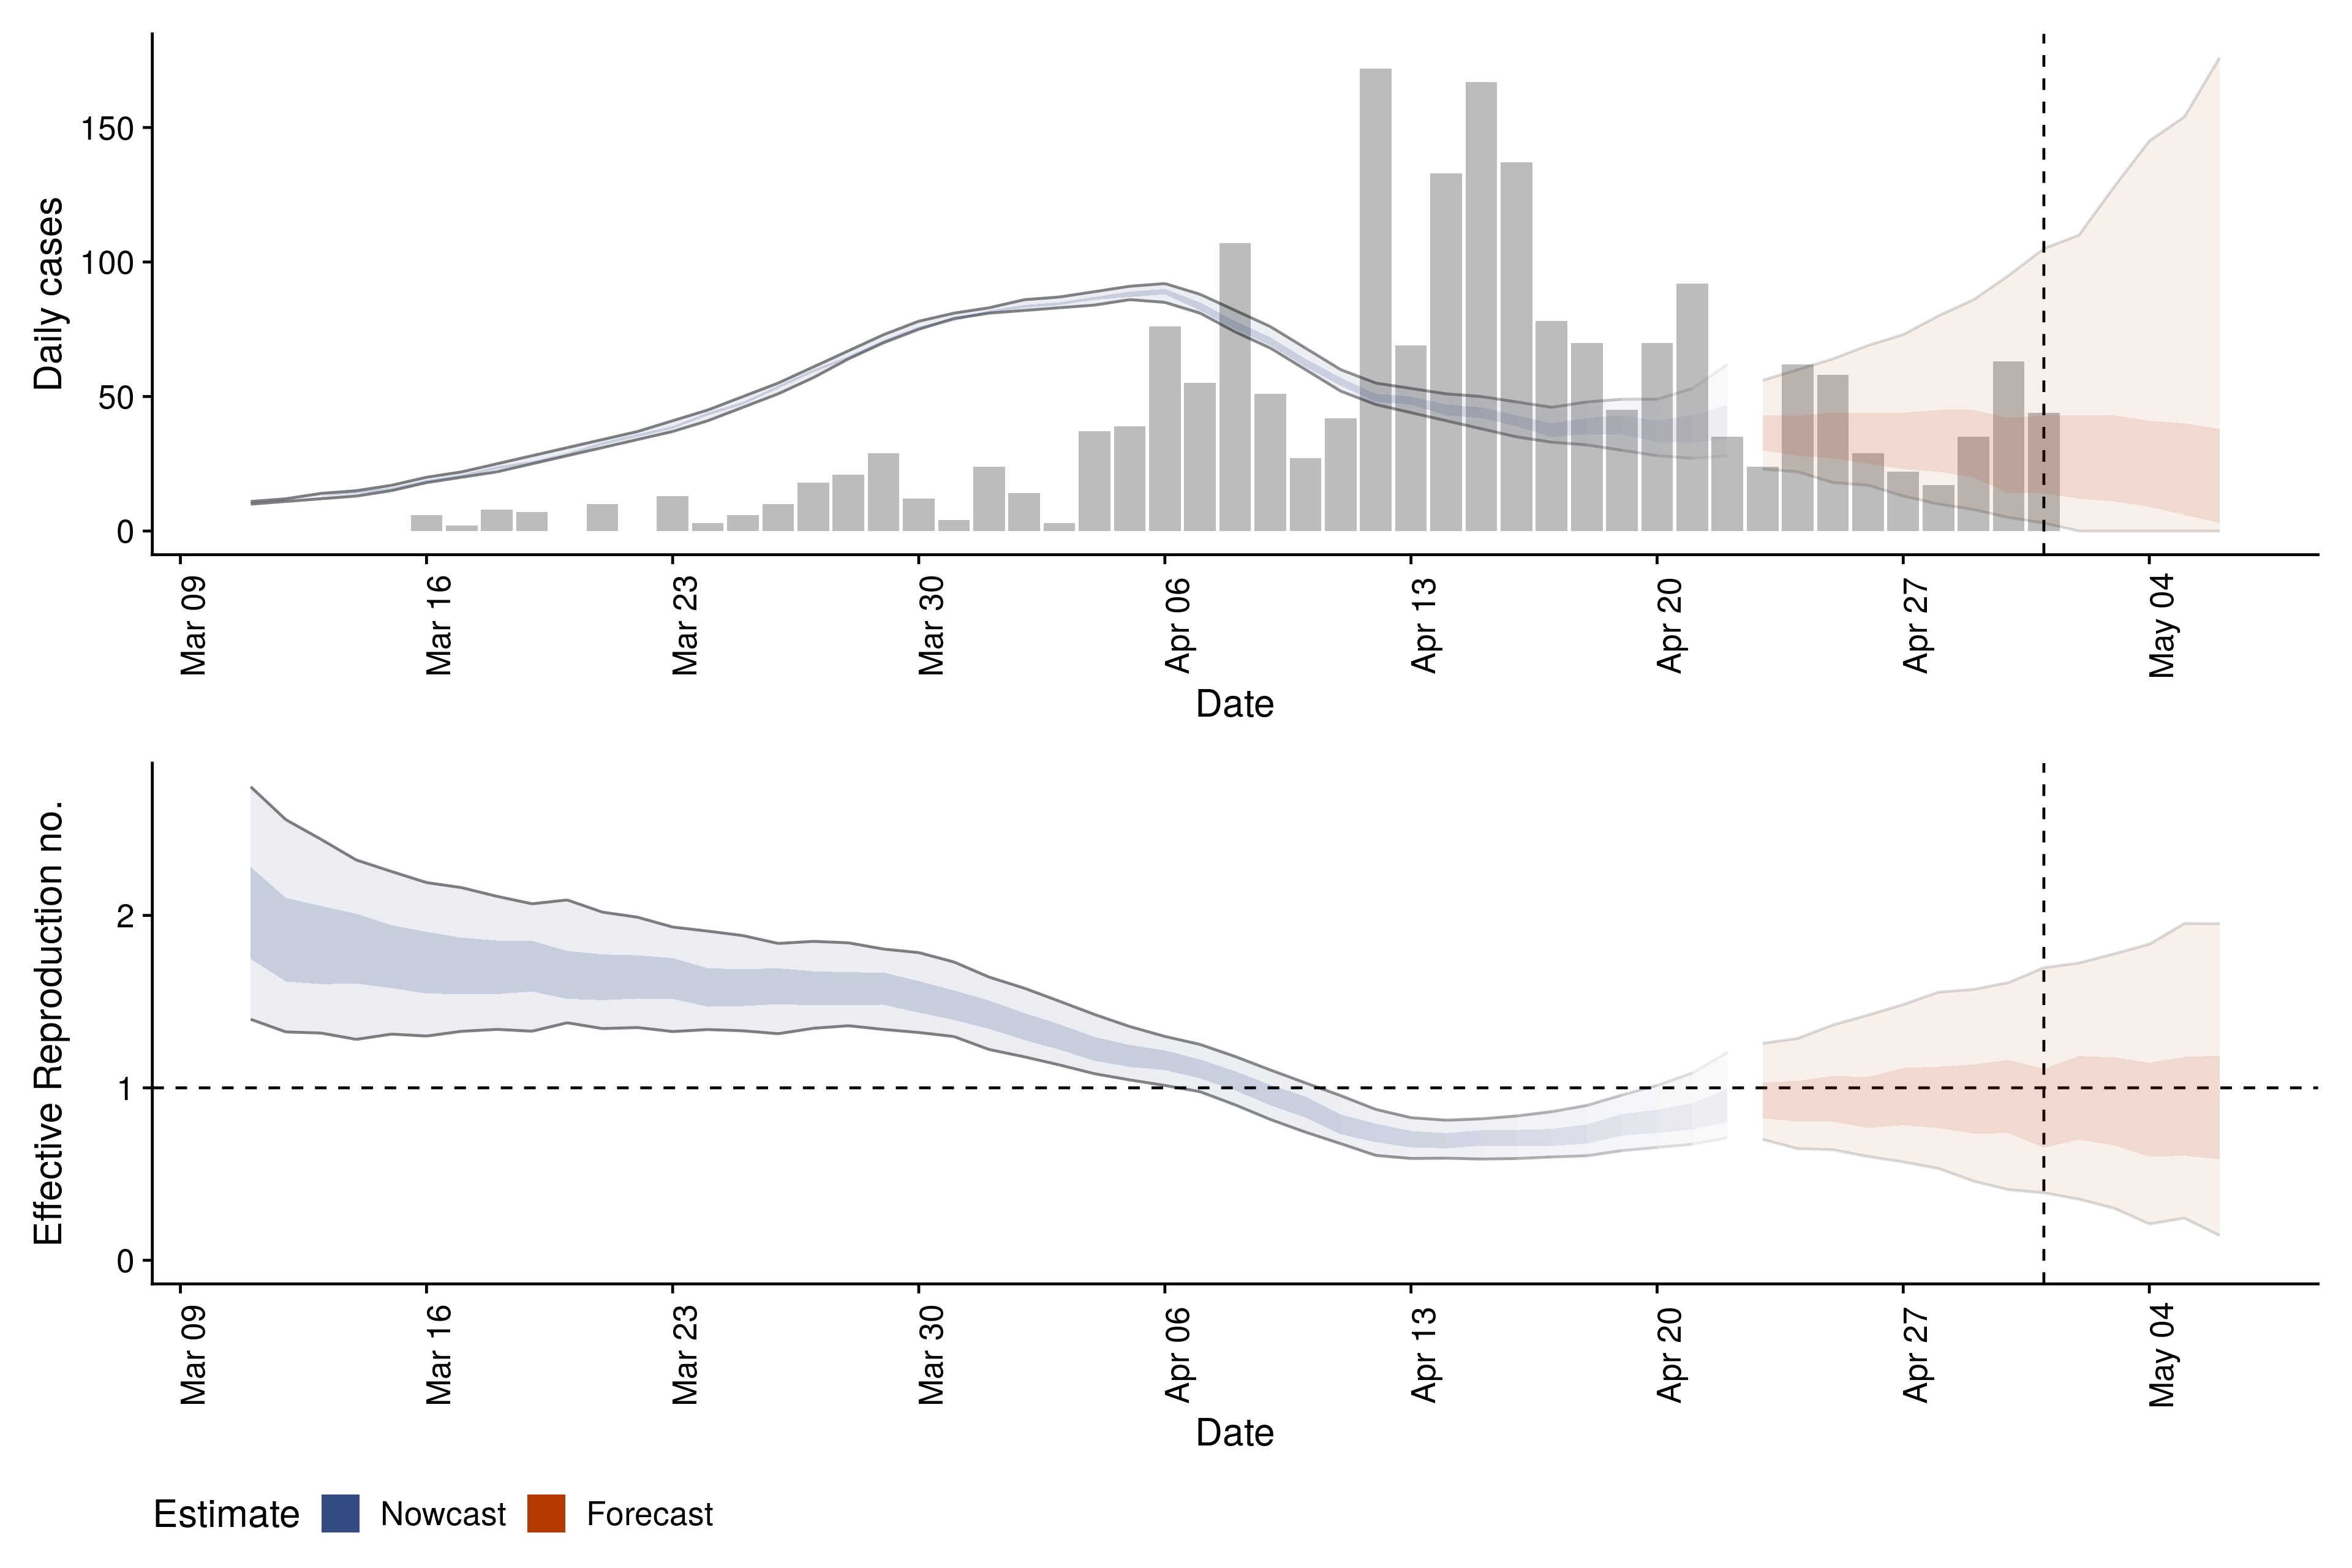 Daily cases
150
100
50
0
Mar 09
Mar 16
Mar 23
Mar 30
Apr 06
Apr 13
Apr 20
Apr 27
May 04
Date
Effective Reproduction no.
2
1
0
Mar 09
Mar 16
Mar 23
Mar 30
Apr 06
Apr 13
Apr 20
Apr 27
May 04
Date
Estimate Nowcast Forecast